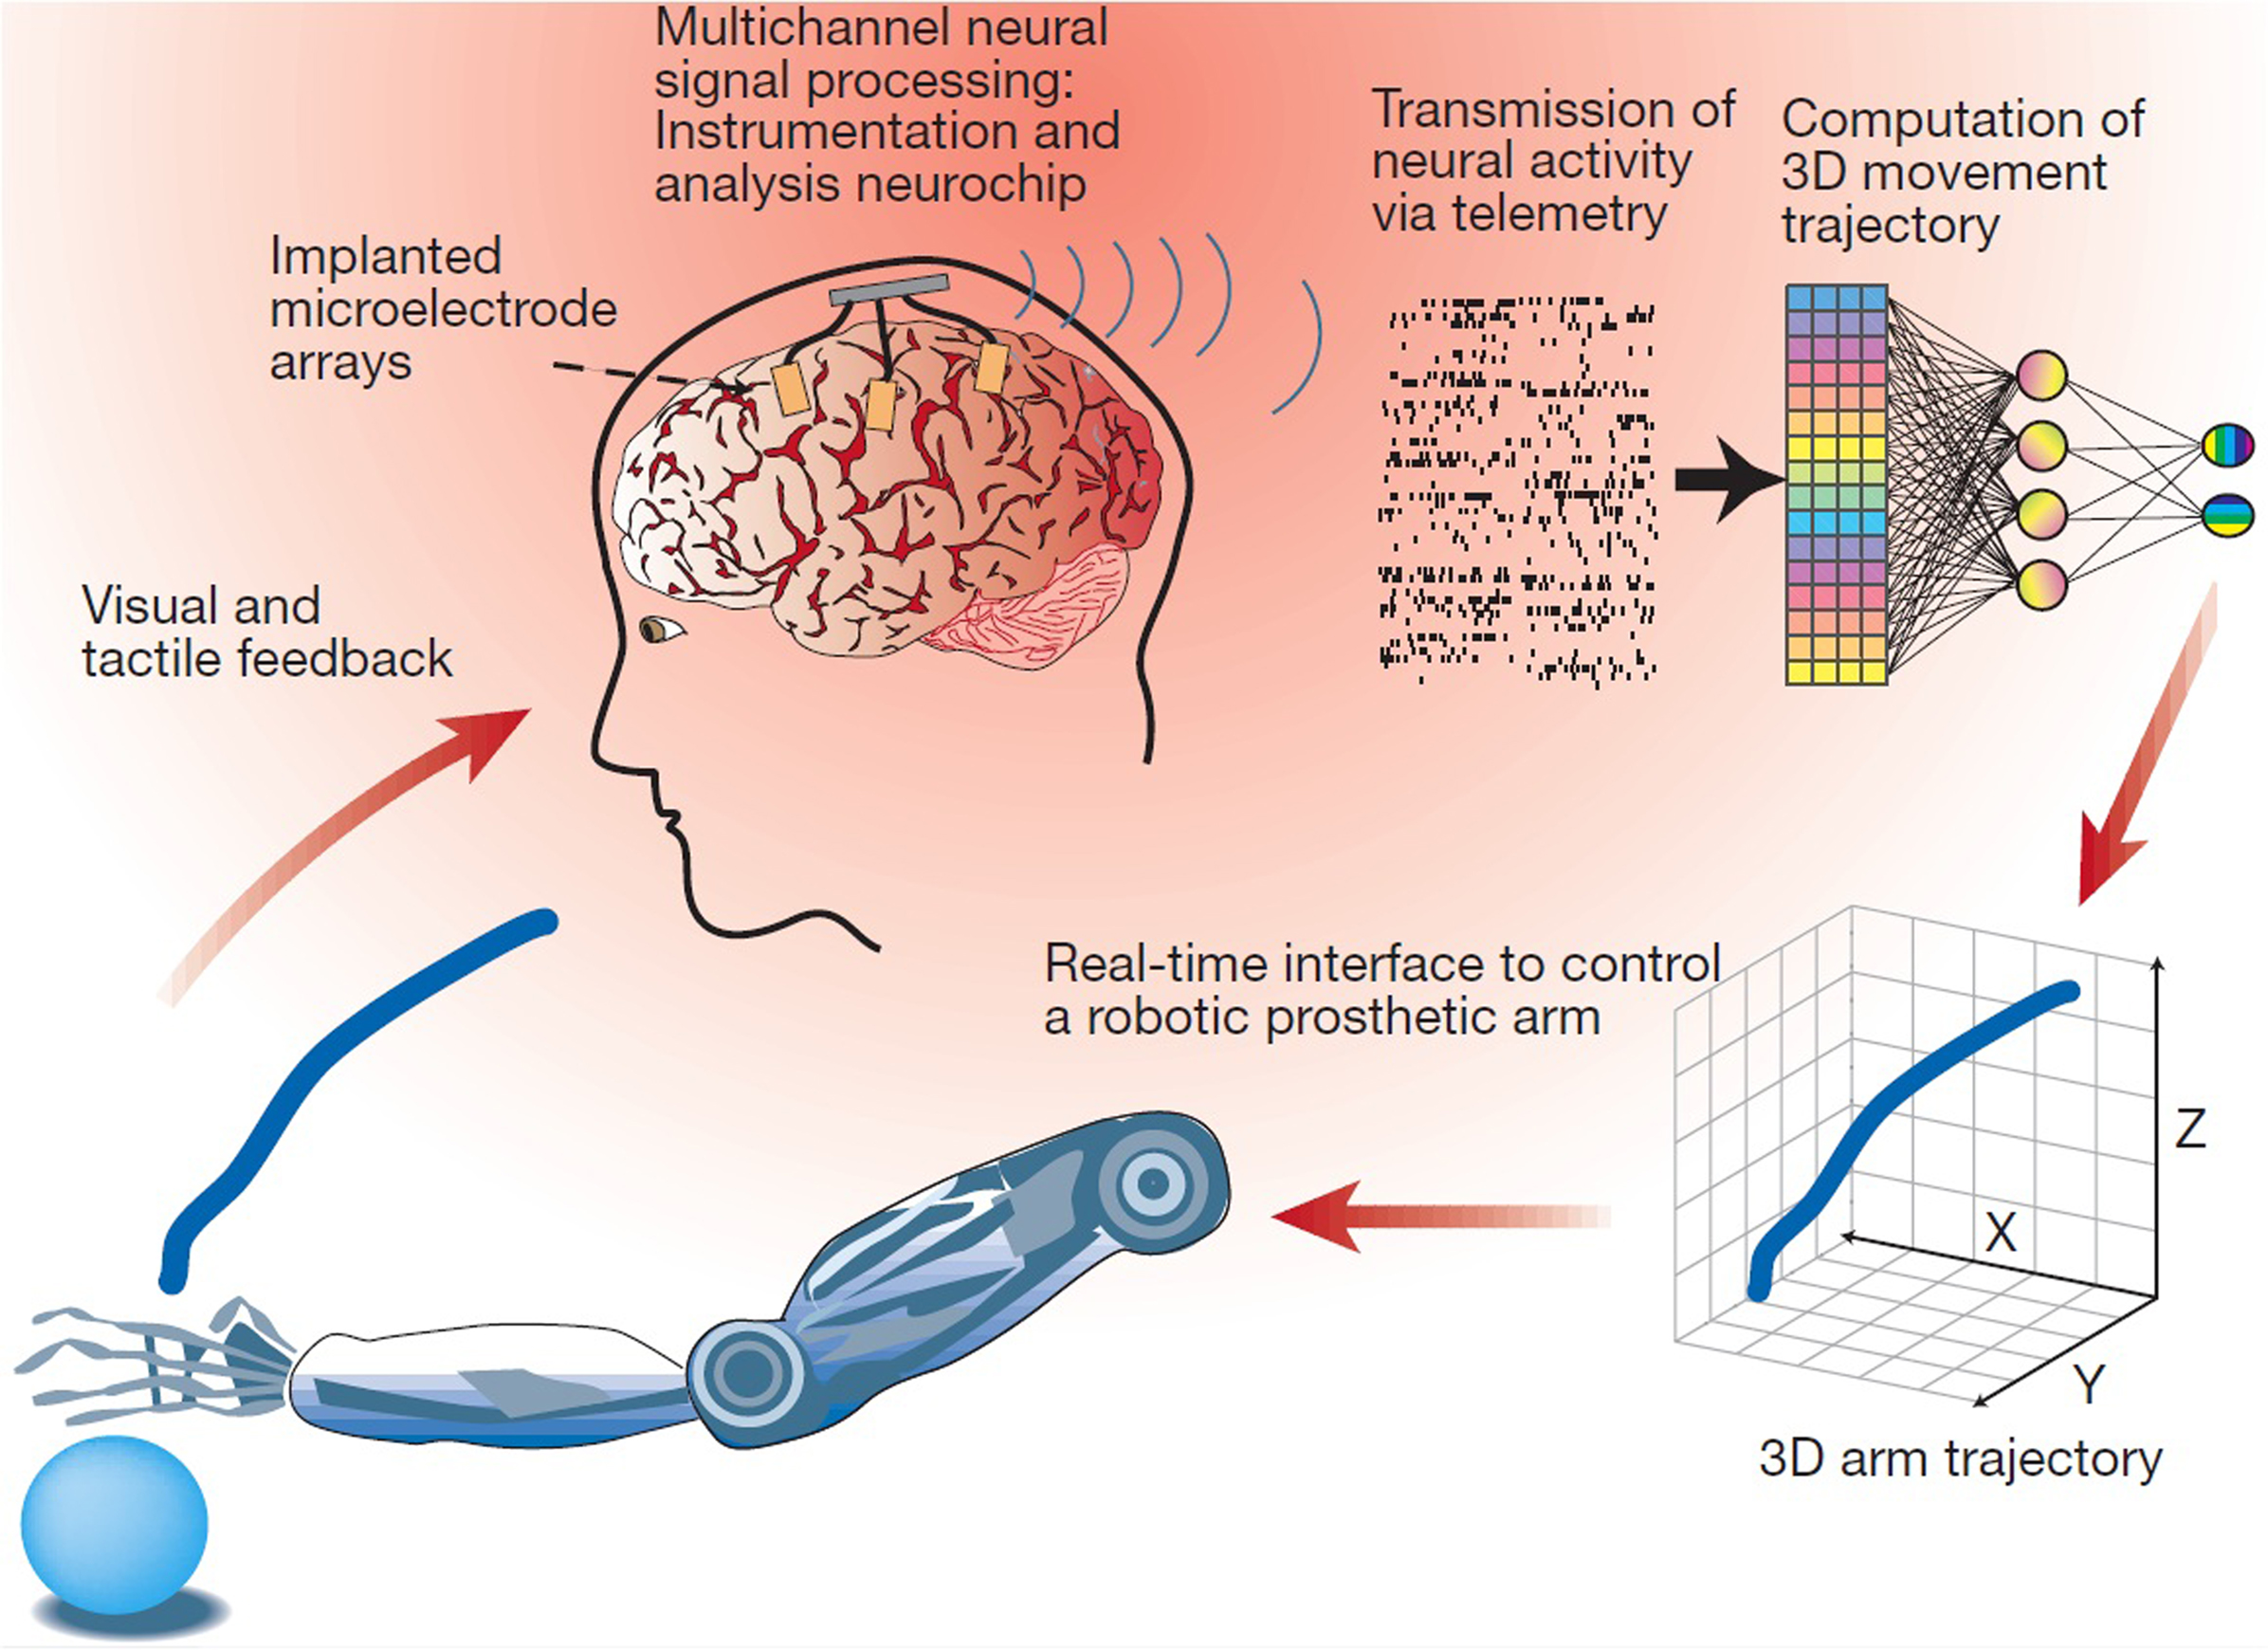 Multichannel neural
signal processing:
Instrumentation and
analysis neurochip
Transmission of
neural activity
via telemetry
Computation of
3D movement
trajectory
Implanted
microelectrode
arrays
Visual and
tactile feedback
Real-time interface to control
a robotic prosthetic arm
Z
X
Y
3D arm trajectory